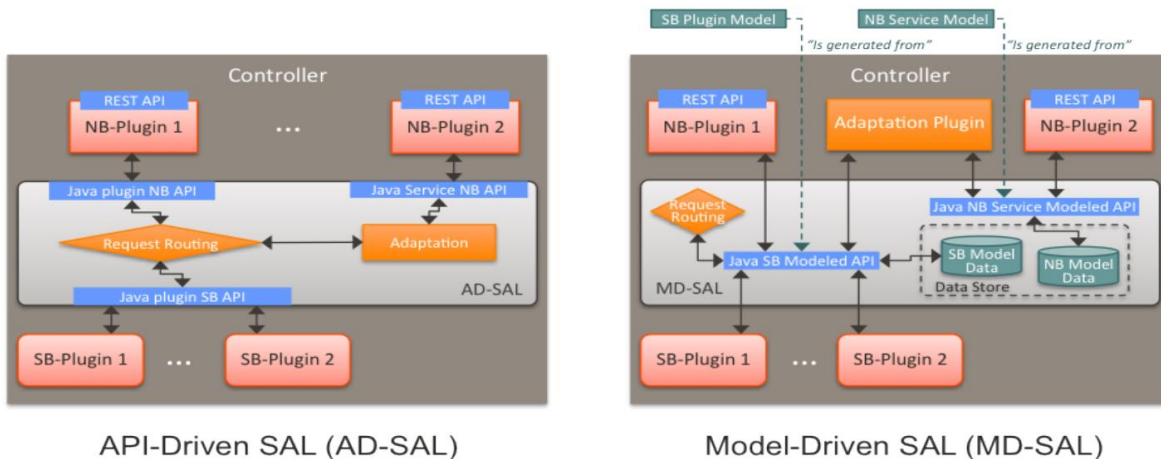 SB Plugin Model
NB Service Model
“Is generated from”
“Is generated from”
Controller
REST API
NB-Plugin 1
...
REST API
NB-Plugin 2
Java plugin NB API
Java Service NB API
Request Routing
Adaptation
Java plugin SB API
AD-SAL
SB-Plugin 1
...
SB-Plugin 2
API-Driven SAL (AD-SAL)
Controller
REST API
NB-Plugin 1
Adaptation Plugin
REST API
NB-Plugin 2
Request
Routing
Java NB Service Modeled API
Java SB Modeled API
SB Model
Data
NB Model
Data
Data Store
MD-SAL
SB-Plugin 1
...
SB-Plugin 2
Model-Driven SAL (MD-SAL)